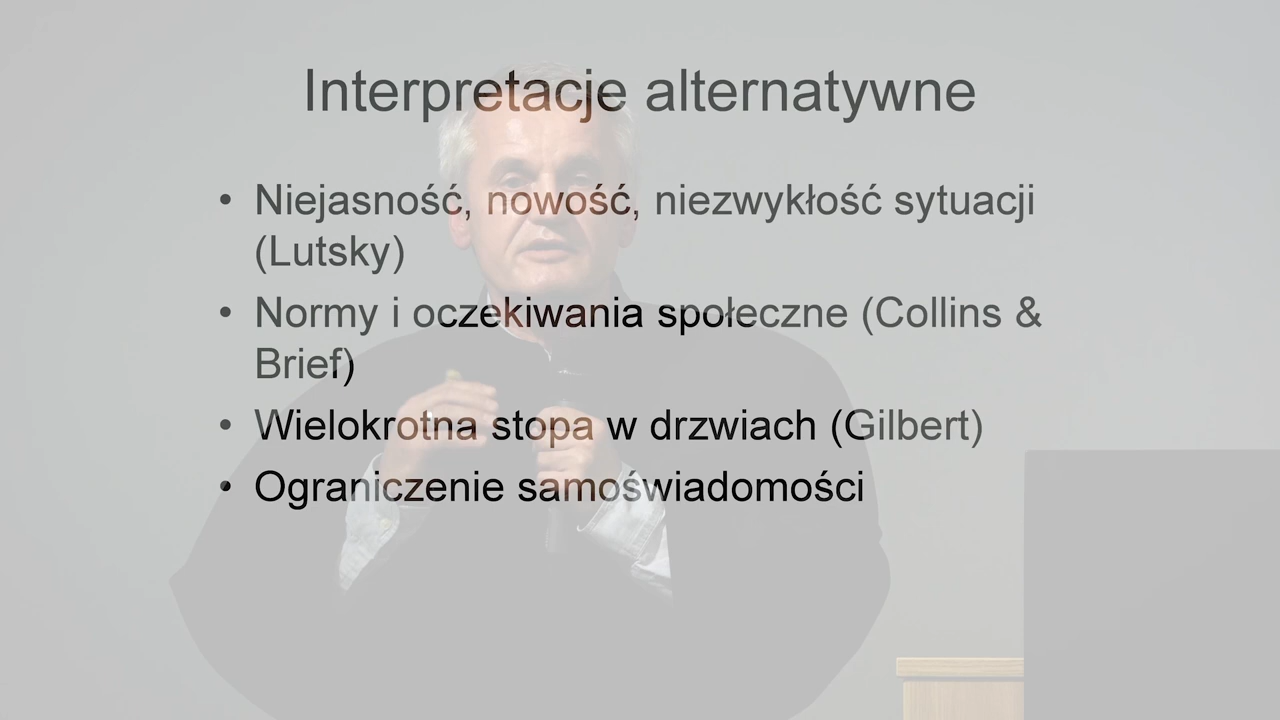 Interpretacje alternatywne
• Niejasność, nowość, niezwykłość sytuacji
(Lutsky)
• Normy i oczekiwania społeczne (Collins &
Brief)
• Wielokrotna stopa w drzwiach (Gilbert)
• Ograniczenie samoświadomości